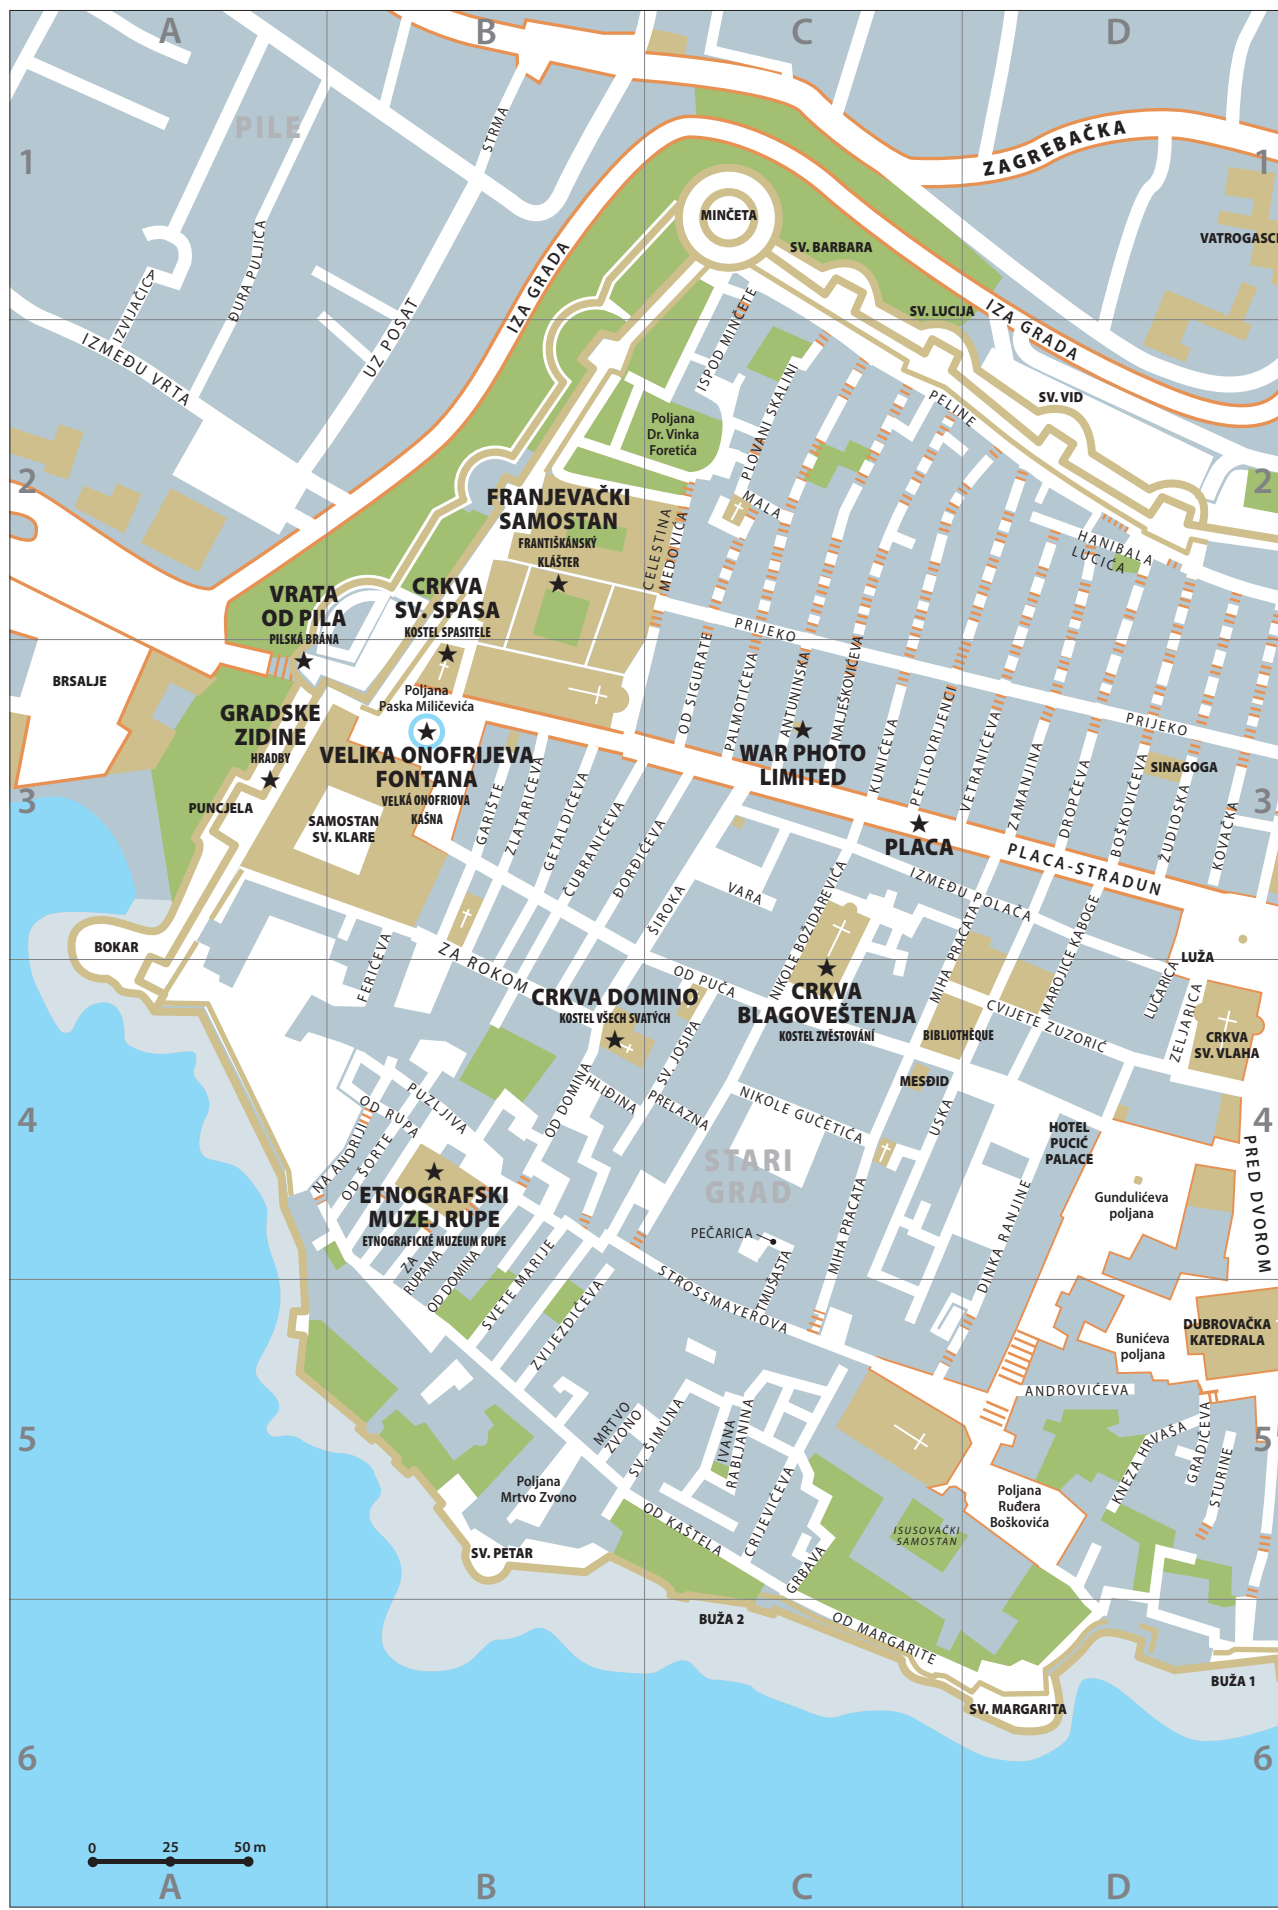 A
B
C
D
PILE
STRMA
ZAGREBAČKA
1
1
MINČETA
VATROGASCI
SV. BARBARA
ĐURA PULJIĆA
IZVIJAČICA
IZA GRADA
ISPOD MINČETE
SV. LUCIJA
IZA GRADA
IZMEĐU VRTA
UZ POSAT
PLOVANI SKALINI
PELINE
SV. VID
Poljana
Dr. Vinka
Foretića
2
2
FRANJEVAČKI
SAMOSTAN
FRANTIŠKÁNSKÝ
KLÁŠTER
MALA
CELESTINA
MEDOVIĆA
HANIBALA
LUCIĆA
VRATA
OD PILA
PILSKÁ BRÁNA
CRKVA
SV. SPASA
KOSTEL SPASITELE
PRIJEKO
BRSALJE
Poljana
Paska Miličevića
OD SIGURATE
PALMOTIĆEVA
ANTUNINSKA
NALJEŠKOVIĆEVA
KUNIĆEVA
PETILOVRIJENCI
VETRANIĆEVA
ZAMANJINA
DROPČEVA
BOŠKOVIĆEVA
ŽUDIOSKA
KOVAČKA
PRIJEKO
SINAGOGA
GRADSKE
ZIDINE
HRADBY
VELIKA ONOFRIJEVA
FONTANA
VELKÁ ONOFRIOVA
KAŠNA
WAR PHOTO
LIMITED
3
3
PUNCJELA
SAMOSTAN
SV. KLARE
GARIŠTE
ZLATARIĆEVA
GETALDIĆEVA
ČUBRANIĆEVA
ĐORĐIĆEVA
ŠIROKA
PLACA
PLACA-STRADUN
IZMEĐU POLAČA
VARA
NIKOLE BOŽIDAREVIĆA
MIHA PRACATA
MAROJICE KABOGE
BOKAR
LUŽA
FERIĆEVA
ZA ROKOM
OD PUČA
LUČARICA
ZELJARICA
CRKVA DOMINO
KOSTEL VŠECH SVATÝCH
CRKVA
BLAGOVEŠTENJA
KOSTEL ZVĚSTOVÁNÍ
CVIJETE ZUZORIĆ
BIBLIOTHÈQUE
CRKVA
SV. VLAHA
SV. JOSIPA
MESĐID
PUZLJIVA
OD RUPA
OD DOMINA
HLIĐINA
PRELAZNA
NIKOLE GUČETIĆA
USKA
4
4
NA ANDRIJI
OD ŠORTE
STARI
GRAD
HOTEL
PUCIĆ
PALACE
PRED DVOROM
Gundulićeva
poljana
ETNOGRAFSKI
MUZEJ RUPE
ETNOGRAFICKÉ MUZEUM RUPE
PEČARICA
MIHA PRACATA
DINKA RANJINE
ZA
RUPAMA
OD DOMINA
SVETE MARIJE
ZVIJEZDIĆEVA
STROSSMAYEROVA
TMUŠASTA
DUBROVAČKA
KATEDRALA
Bunićeva
poljana
ANDROVIĆEVA
MRTVO
ZVONO
SV. ŠIMUNA
IVANA
RABLJANINA
KNEZA HRVAŠA
GRADIĆEVA
STURINE
5
5
Poljana
Mrtvo Zvono
CRIJEVIĆEVA
Poljana
Ruđera
Boškovića
OD KAŠTELA
ISUSOVAČKI
SAMOSTAN
SV. PETAR
GRBAVA
BUŽA 2
OD MARGARITE
BUŽA 1
SV. MARGARITA
6
6
0 25 50 m
A
B
C
D